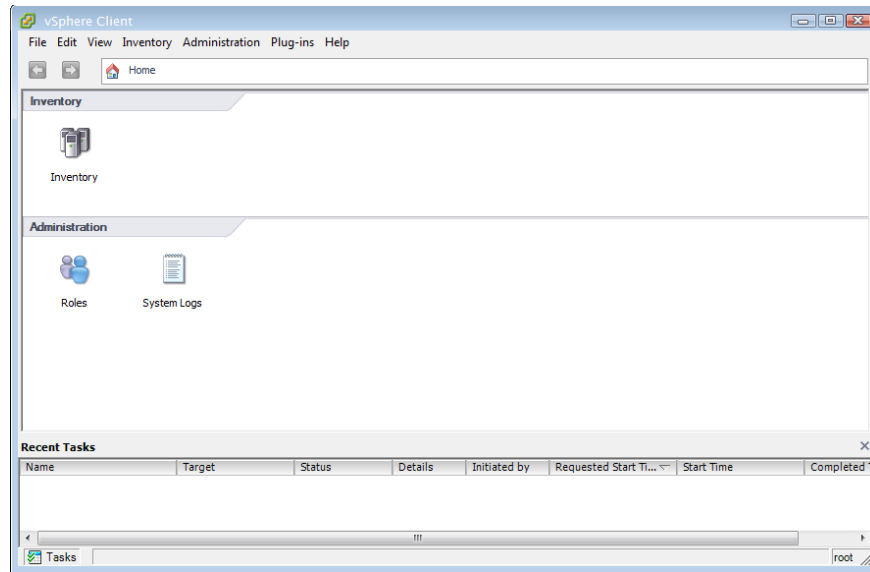 vSphere Client
File Edit View Inventory Administration Plug-ins Help
Home
Inventory
Inventory
Administration
Roles System Logs
Recent Tasks
Name Target Status Details Initiated by Requested Start Ti... Start Time Completed
Tasks root